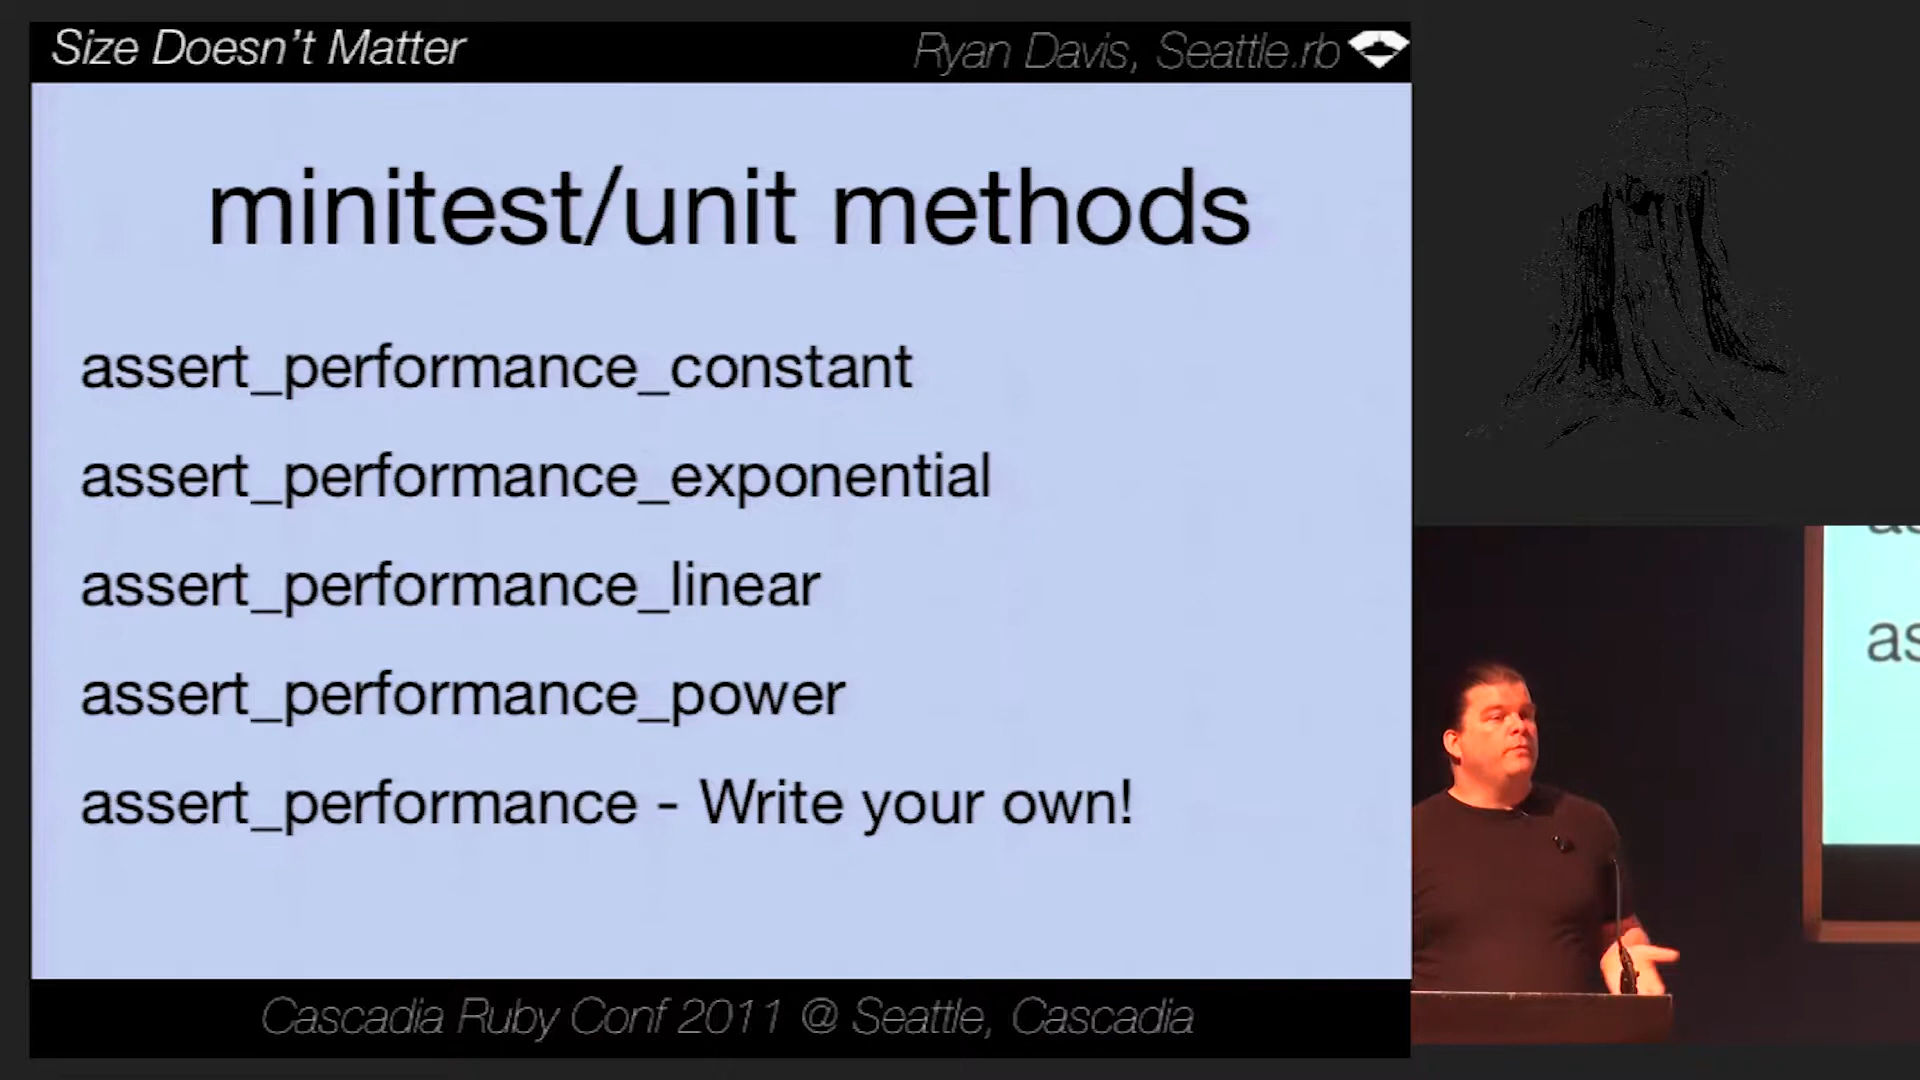 Size Doesn't Matter
Ryan Davis, Seattle.rb
minitest/unit methods
assert_performance_constant
assert_performance_exponential
assert_performance_linear
assert_performance_power
assert_performance - Write your own!
Cascadia Ruby Conf 2011 @ Seattle, Cascadia
as